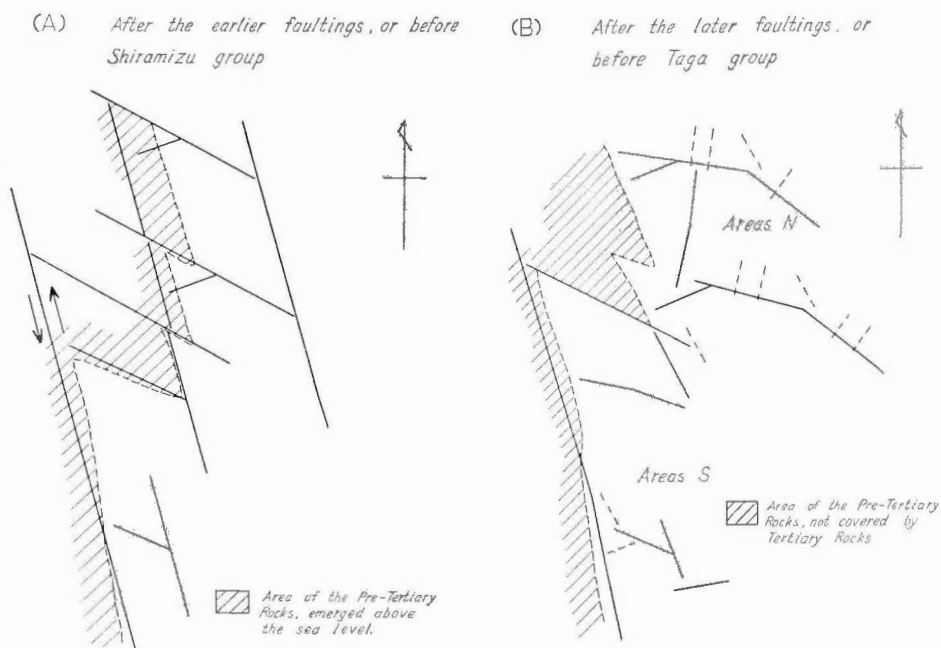 (A) After the earlier faultings, or before
Shiramizu group
Area of the Pre-Tertiary
Rocks, emerged above
the sea level.
(B) After the later faultings, or
before Taga group
Areas N
Areas S
Area of the Pre-Tertiary
Rocks, not covered by
Tertiary Rocks